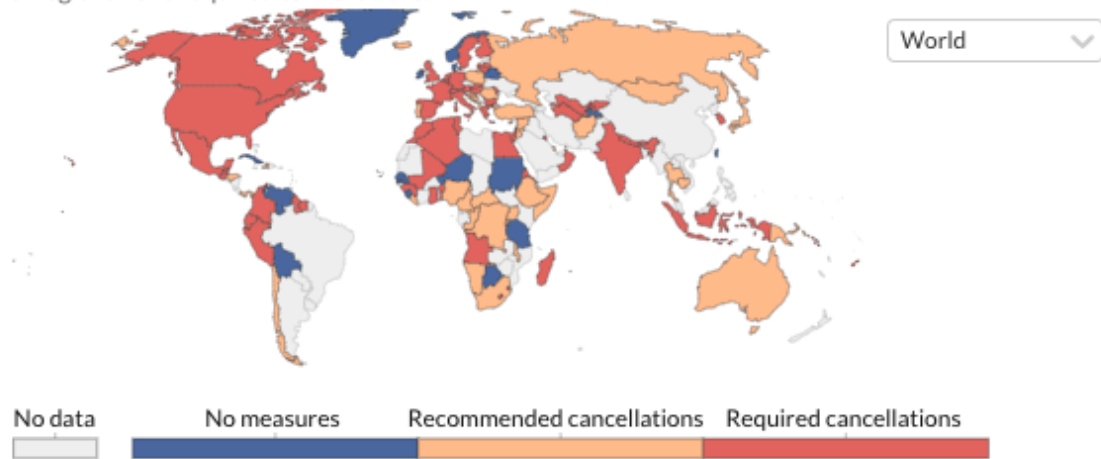 World
No data
No measures
Recommended cancellations
Required cancellations